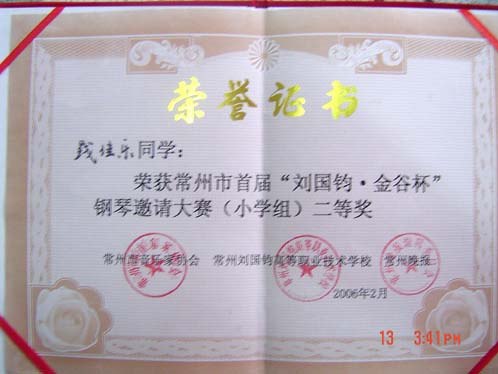 荣誉证书
钱佳乐同学:
荣获常州市首届“刘国钧·金谷杯”
钢琴邀请大赛（小学组）二等奖
常州市音乐家协会 常州刘国钧高等职业技术学校 常州晚报
2006年2月
13 3:41PM